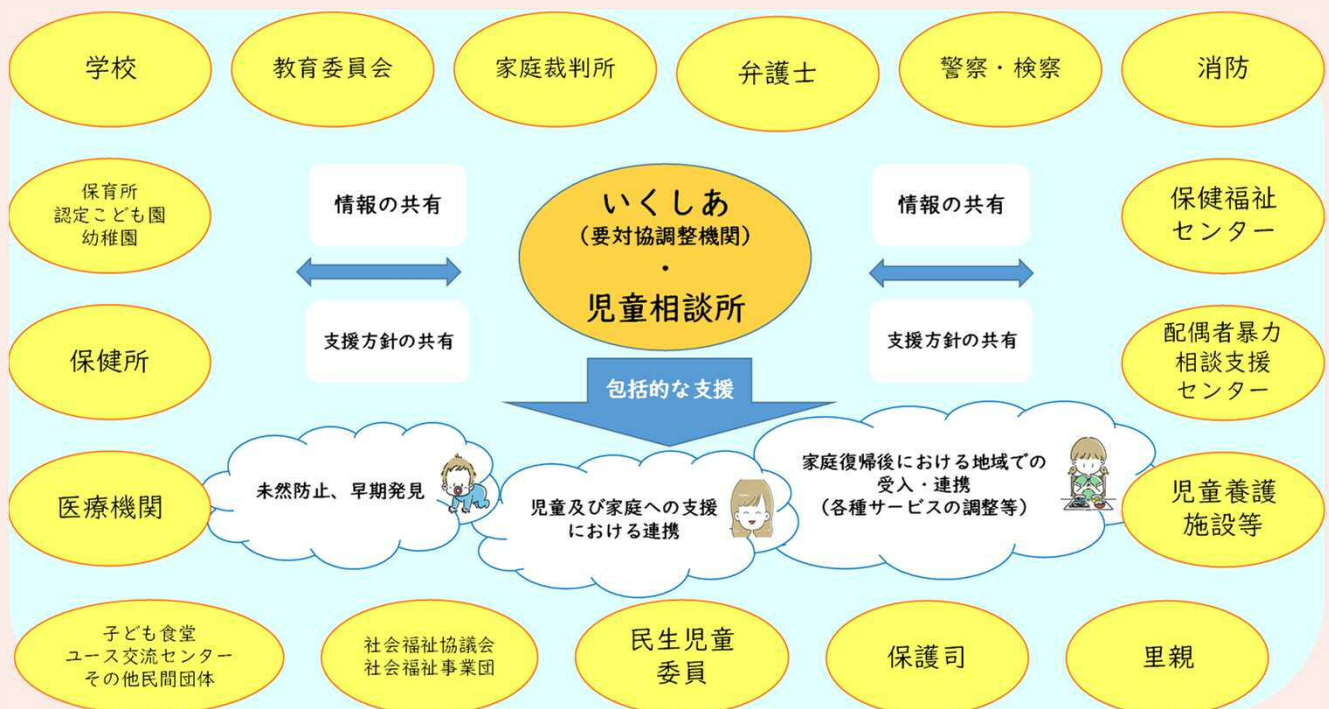 学校
教育委員会
家庭裁判所
弁護士
警察・検察
消防
保育所
認定こども園
幼稚園
情報の共有
いくしあ
（要対協調整機関）
・
児童相談所
情報の共有
保健福祉
センター
保健所
支援方針の共有
支援方針の共有
配偶者暴力
相談支援
センター
包括的な支援
医療機関
未然防止、早期発見
児童及び家庭への支援
における連携
家庭復帰後における地域での
受入・連携
（各種サービスの調整等）
児童養護
施設等
子ども食堂
ユース交流センター
その他民間団体
社会福祉協議会
社会福祉事業団
民生児童
委員
保護司
里親